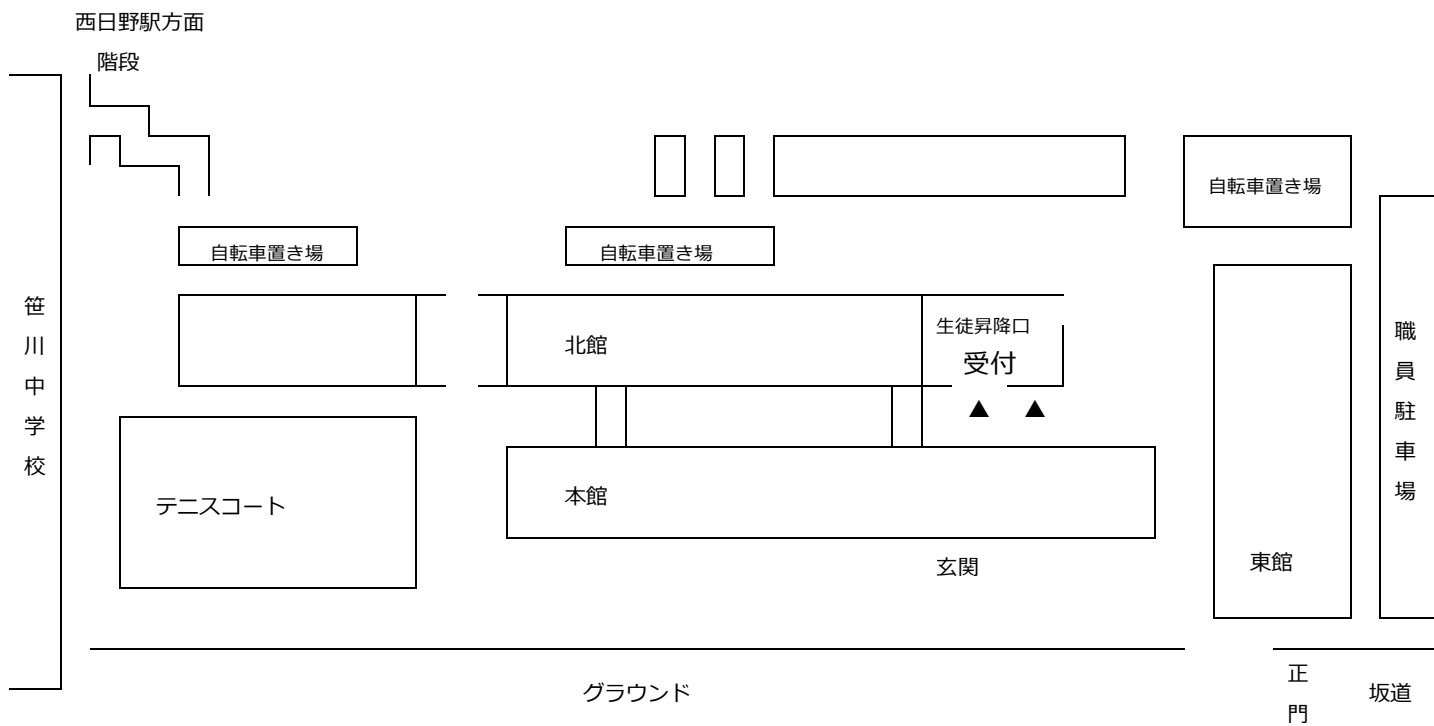 西日野駅方面
階段
自転車置き場
自転車置き場
自転車置き場
笹川中学校
北館
生徒昇降口
受付
▲ ▲
職員駐車場
テニスコート
本館
玄関
東館
グラウンド
正門
坂道